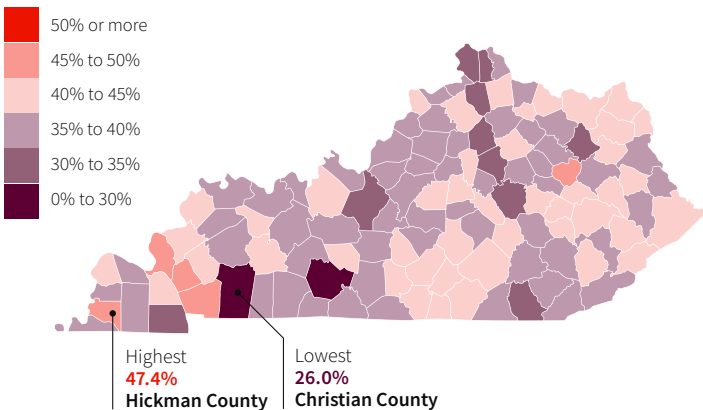 50% or more
45% to 50%
40% to 45%
35% to 40%
30% to 35%
0% to 30%
Highest
47.4%
Hickman County
Lowest
26.0%
Christian County